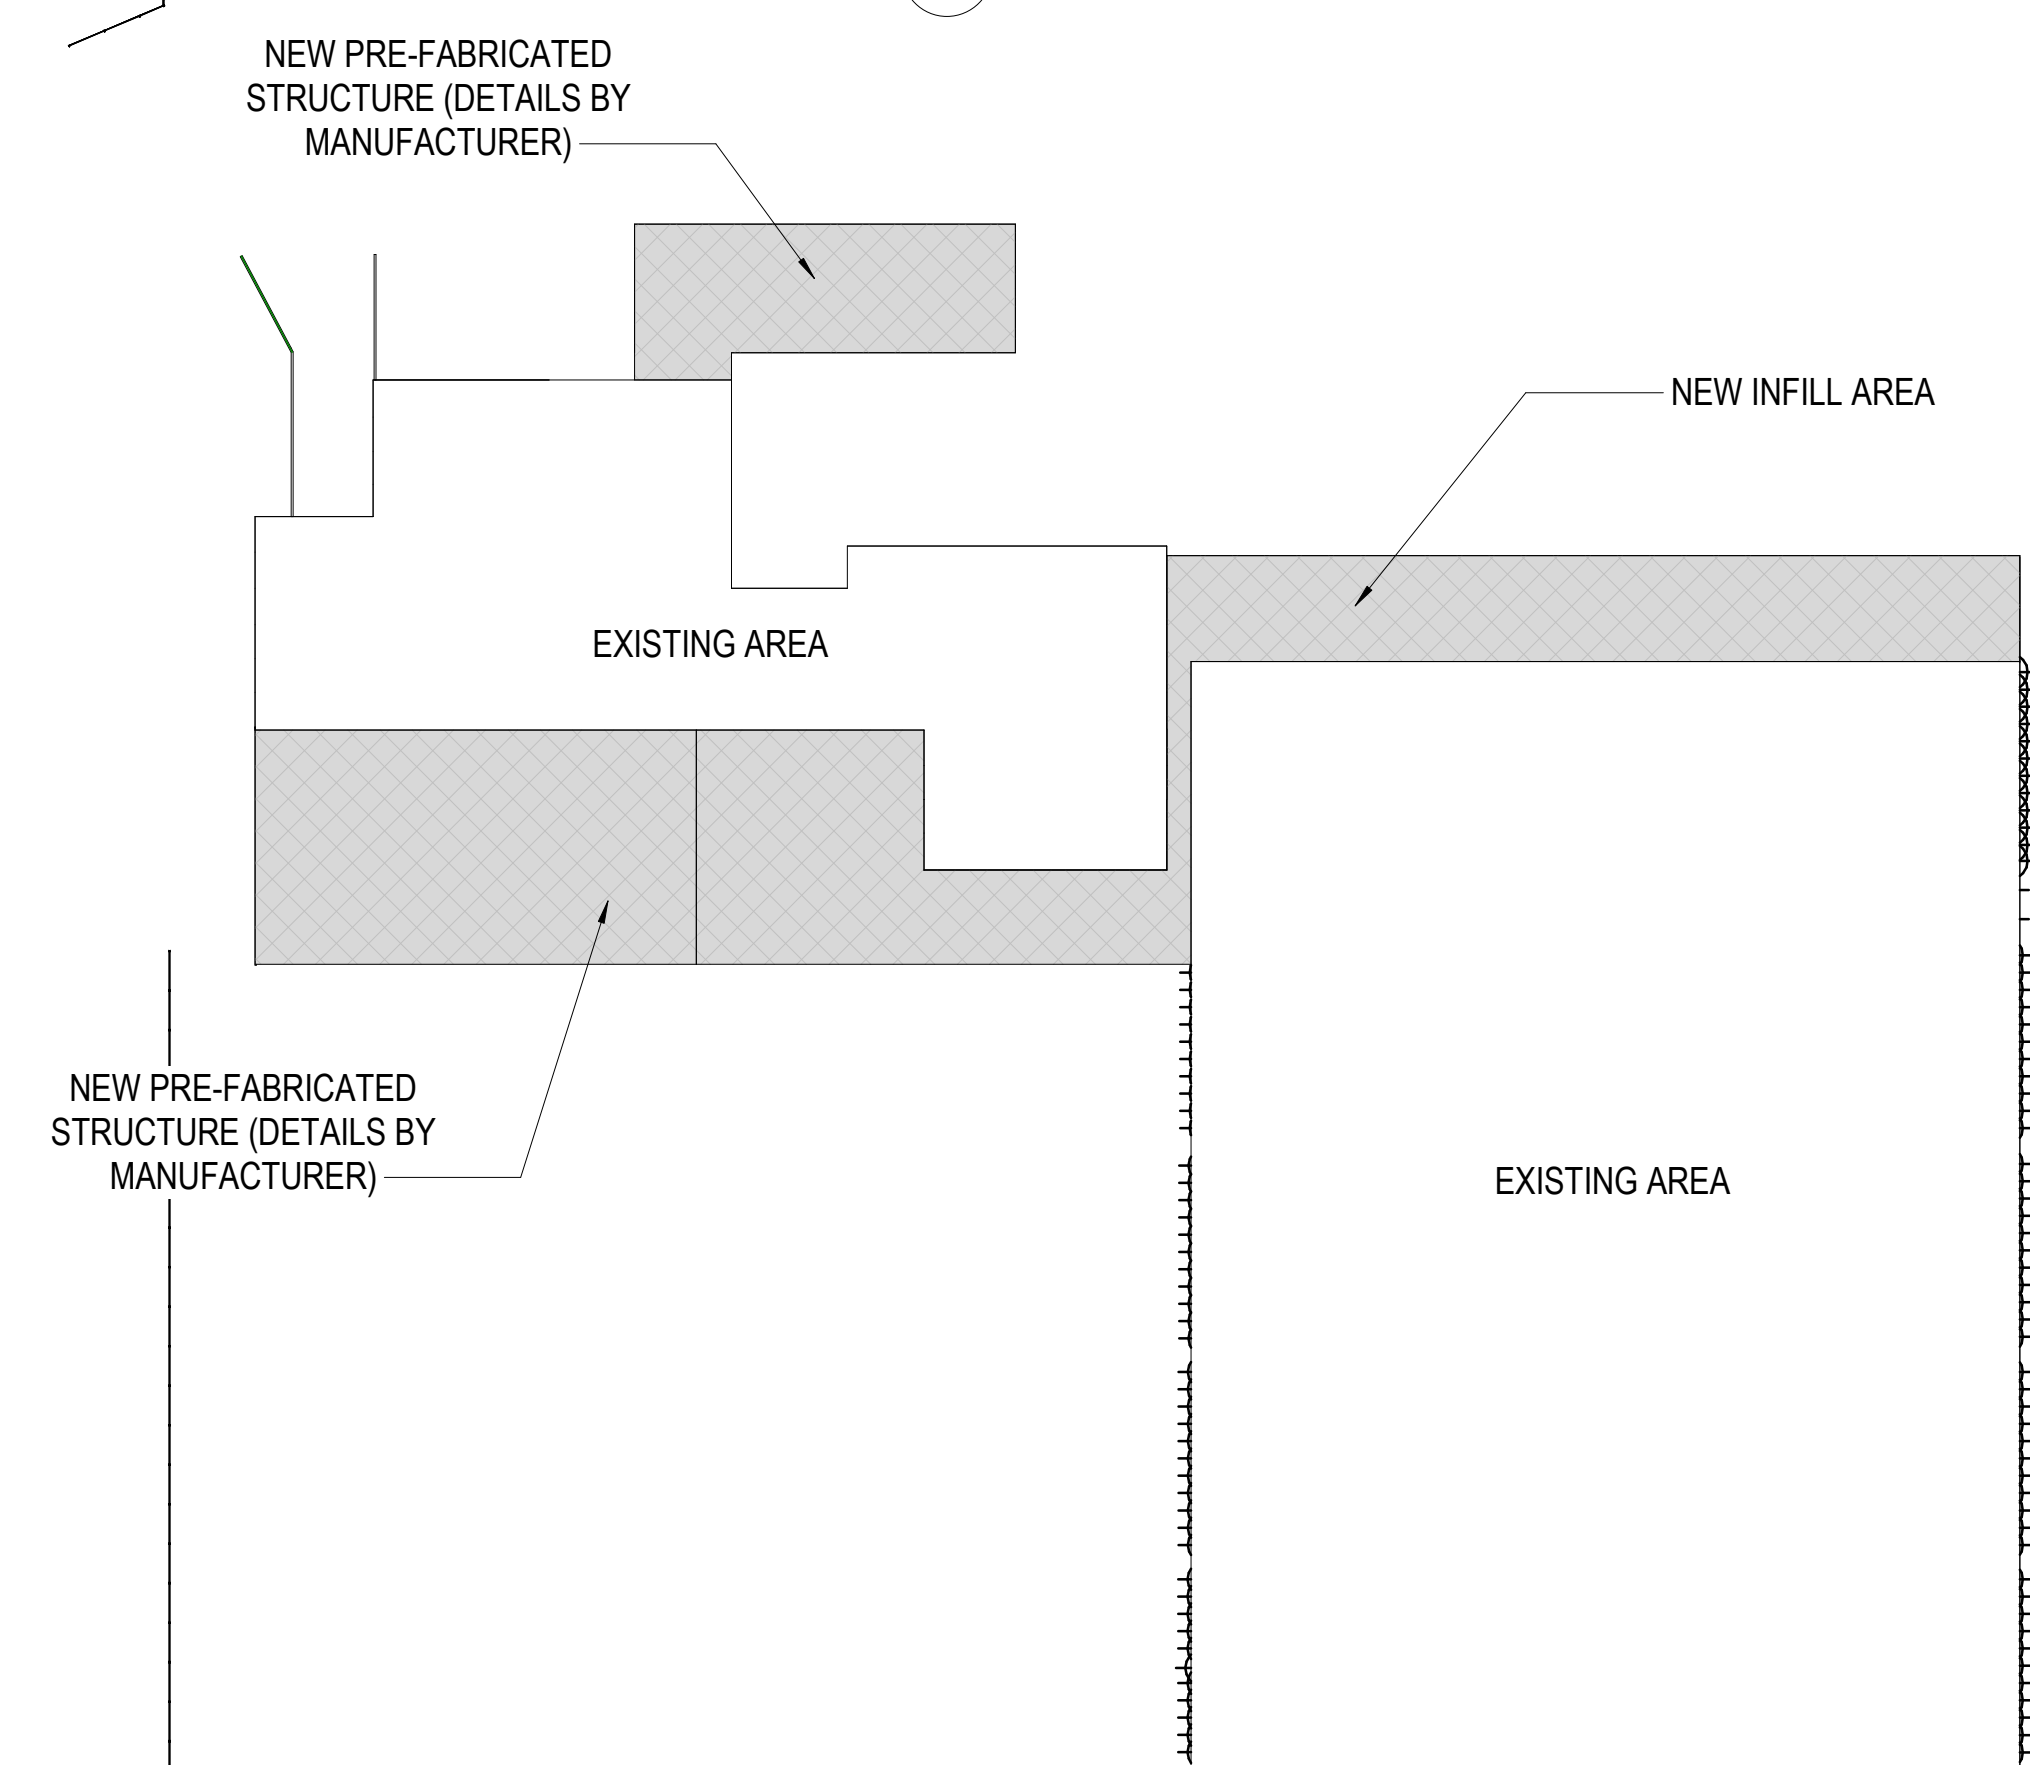 NEW PRE-FABRICATED
STRUCTURE (DETAILS BY
MANUFACTURER)
NEW INFILL AREA
EXISTING AREA
NEW PRE-FABRICATED
STRUCTURE (DETAILS BY
MANUFACTURER)
EXISTING AREA